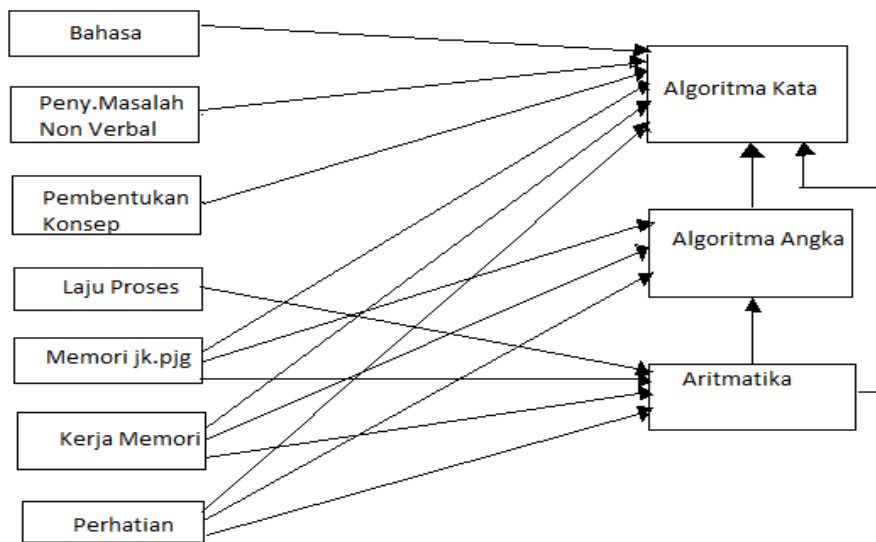 Bahasa
Peny.Masalah
Non Verbal
Pembentukan
Konsep
Laju Proses
Memori jk.pjg
Kerja Memori
Perhatian
Algoritma Kata
Algoritma Angka
Aritmatika